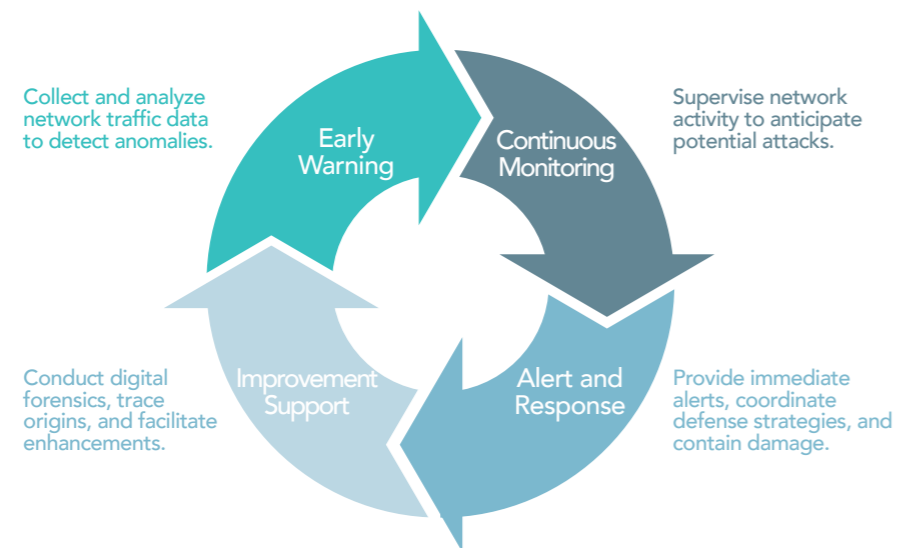 Collect and analyze
network traffic data
to detect anomalies.
Early
Warning
Continuous
Monitoring
Supervise network
activity to anticipate
potential attacks.
Conduct digital
forensics, trace
origins, and facilitate
enhancements.
Improvement
Support
Alert and
Response
Provide immediate
alerts, coordinate
defense strategies, and
contain damage.